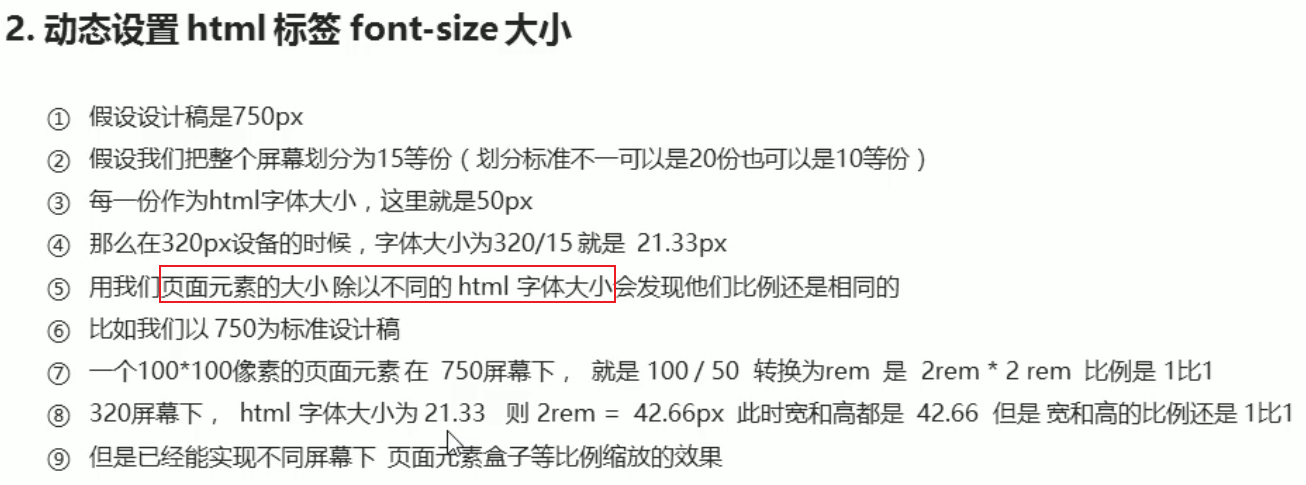 2. 动态设置 html 标签 font-size 大小
① 假设设计稿是750px
② 假设我们把整个屏幕划分为15等份（划分标准不一可以是20份也可以是10等份）
③ 每一份作为html字体大小，这里就是50px
④ 那么在320px设备的时候，字体大小为320/15 就是 21.33px
⑤ 用我们页面元素的大小 除以不同的 html 字体大小会发现他们比例还是相同的
⑥ 比如我们以 750为标准设计稿
⑦ 一个100*100像素的页面元素 在 750屏幕下， 就是 100 / 50 转换为rem 是 2rem * 2 rem 比例是 1比1
⑧ 320屏幕下， html 字体大小为 21.33 则 2rem = 42.66px 此时宽和高都是 42.66 但是 宽和高的比例还是 1比1
⑨ 但是已经能实现不同屏幕下 页面元素盒子等比例缩放的效果